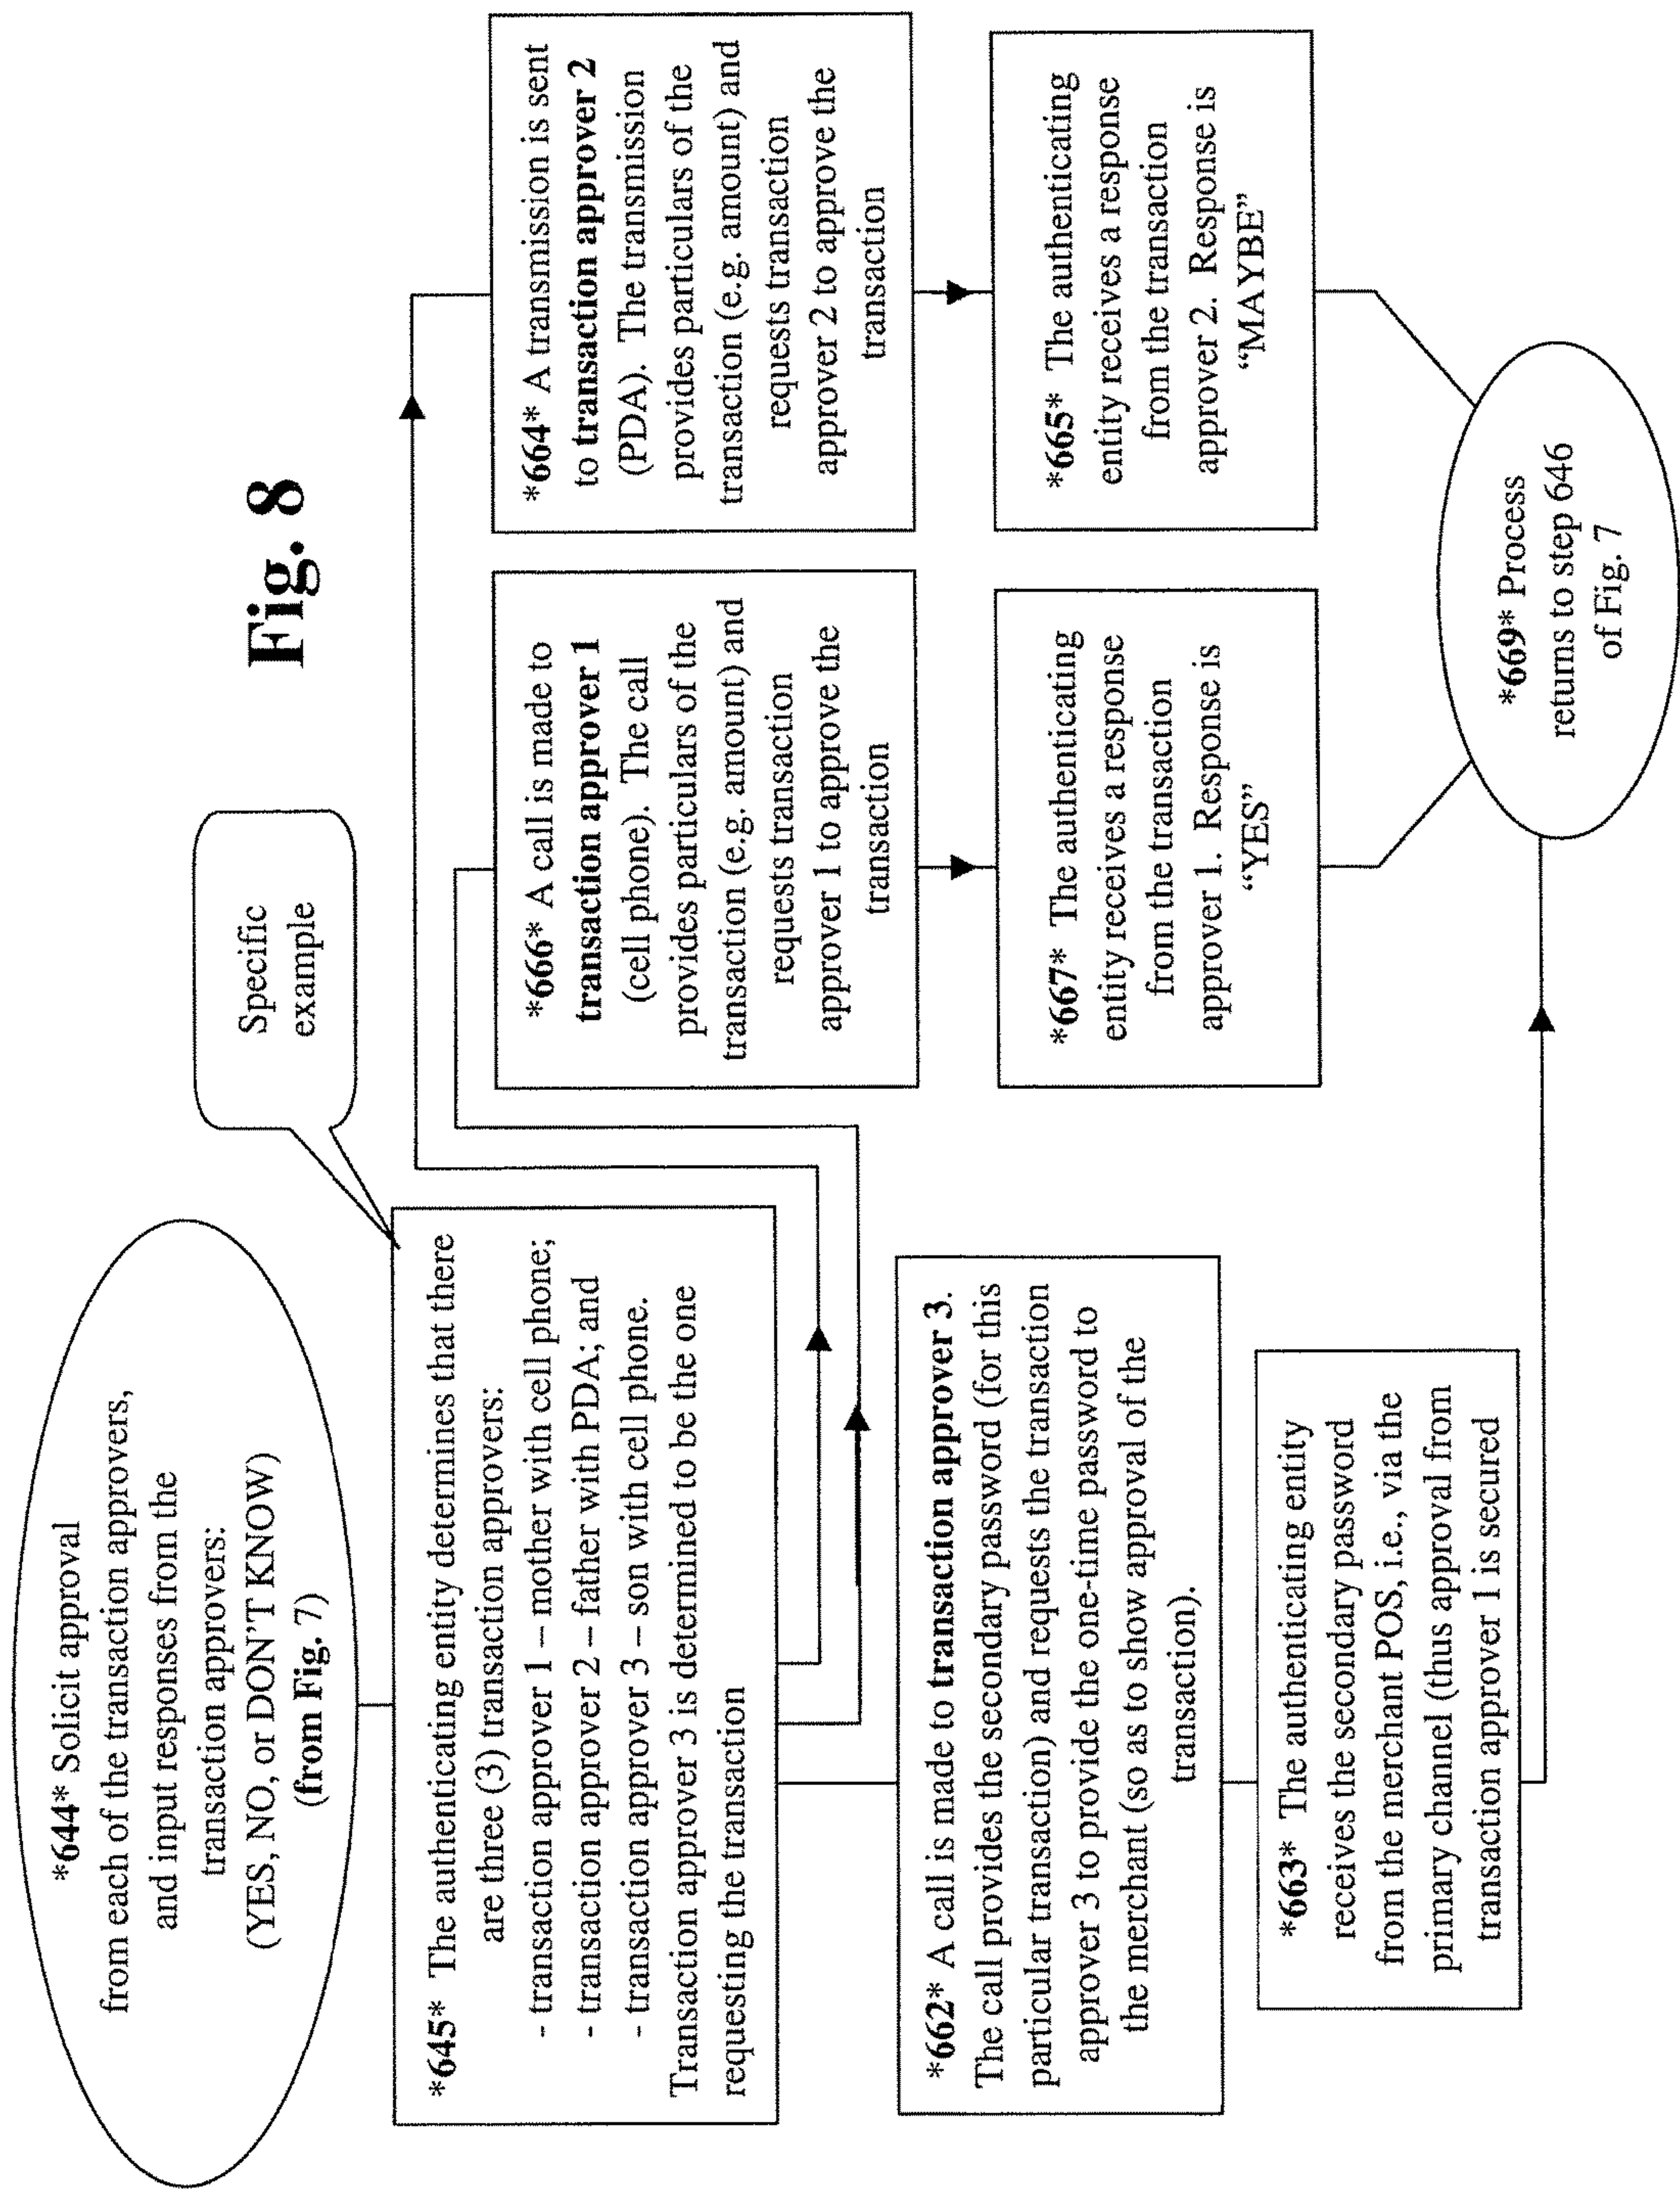 Fig. 8
*644* Solicit approval
from each of the transaction approvers,
and input responses from the
transaction approvers:
(YES, NO, or DON'T KNOW)
(from Fig. 7)
Specific
example
*645* The authenticating entity determines that there
are three (3) transaction approvers:
- transaction approver 1 – mother with cell phone;
- transaction approver 2 – father with PDA; and
- transaction approver 3 – son with cell phone.
Transaction approver 3 is determined to be the one
requesting the transaction
*662* A call is made to transaction approver 3.
The call provides the secondary password (for this
particular transaction) and requests the transaction
approver 3 to provide the one-time password to
the merchant (so as to show approval of the
transaction).
*663* The authenticating entity
receives the secondary password
from the merchant POS, i.e., via the
primary channel (thus approval from
transaction approver 1 is secured
*666* A call is made to
transaction approver 1
(cell phone). The call
provides particulars of the
transaction (e.g. amount) and
requests transaction
approver 1 to approve the
transaction
*667* The authenticating
entity receives a response
from the transaction
approver 1. Response is
“YES”
*664* A transmission is sent
to transaction approver 2
(PDA). The transmission
provides particulars of the
transaction (e.g. amount) and
requests transaction
approver 2 to approve the
transaction
*665* The authenticating
entity receives a response
from the transaction
approver 2. Response is
“MAYBE”
*669* Process
returns to step 646
of Fig. 7